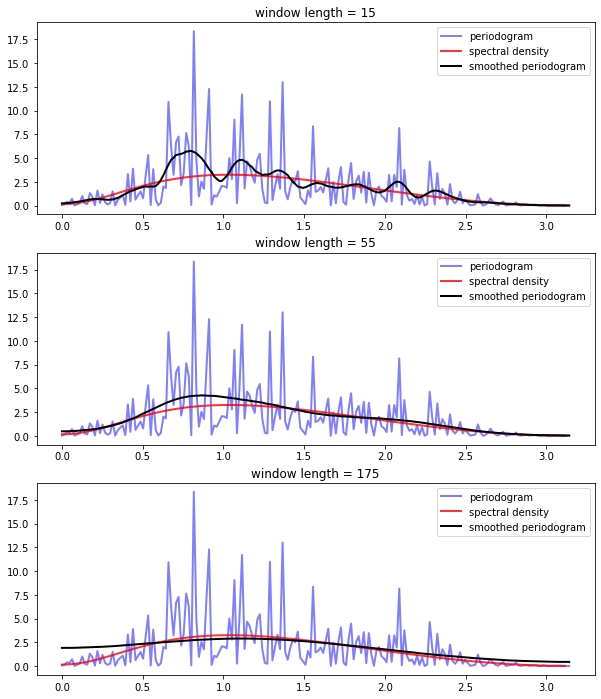 window length = 15
17.5
15.0
12.5
10.0
7.5
5.0
2.5
0.0
periodogram
spectral density
smoothed periodogram
0.0 0.5 1.0 1.5 2.0 2.5 3.0
window length = 55
17.5
15.0
12.5
10.0
7.5
5.0
2.5
0.0
periodogram
spectral density
smoothed periodogram
0.0 0.5 1.0 1.5 2.0 2.5 3.0
window length = 175
17.5
15.0
12.5
10.0
7.5
5.0
2.5
0.0
periodogram
spectral density
smoothed periodogram
0.0 0.5 1.0 1.5 2.0 2.5 3.0